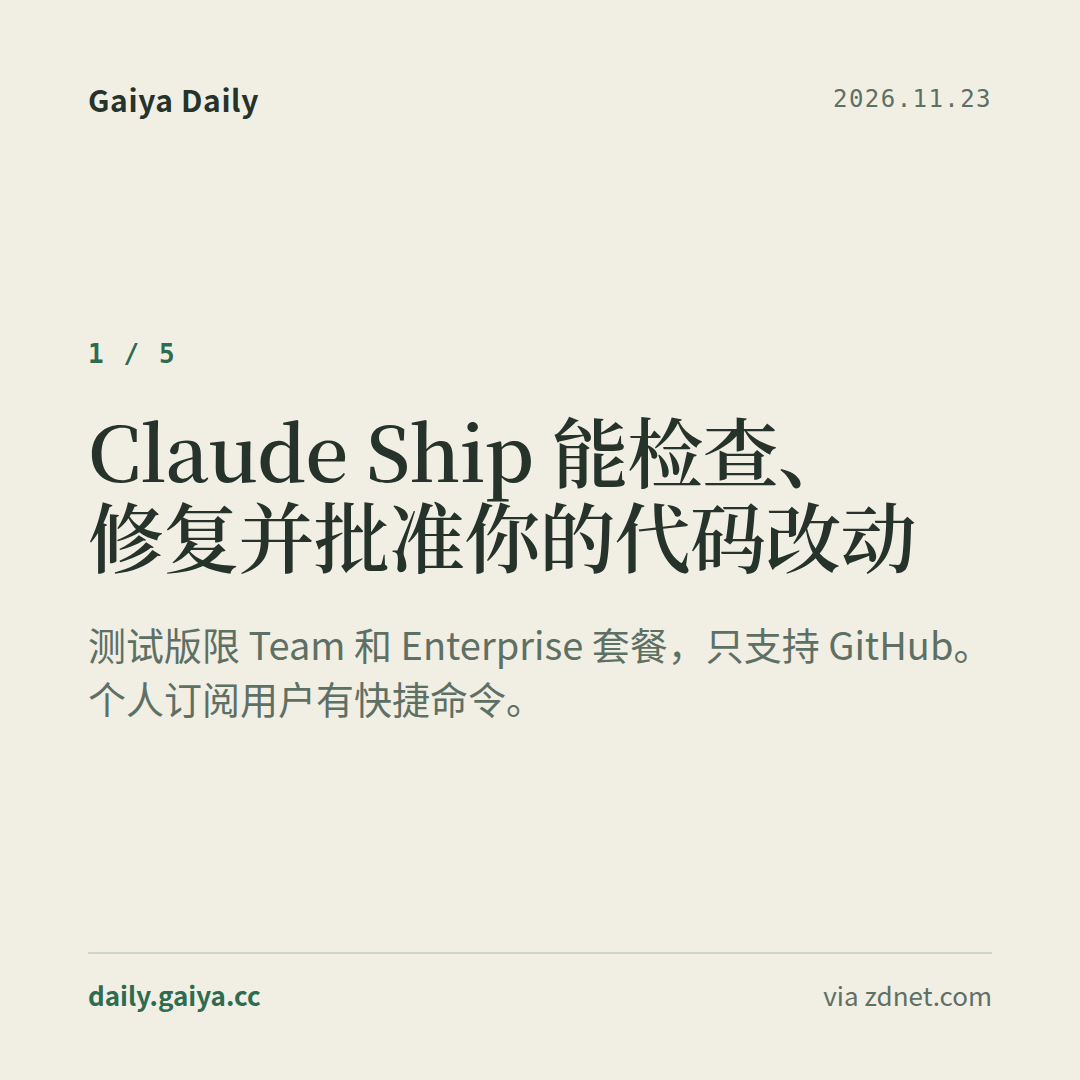 Gaiya Daily
2026.11.23
1 / 5
Claude Ship 能检查、
修复并批准你的代码改动
测试版限 Team 和 Enterprise 套餐，只支持 GitHub。
个人订阅用户有快捷命令。
daily.gaiya.cc
via zdnet.com